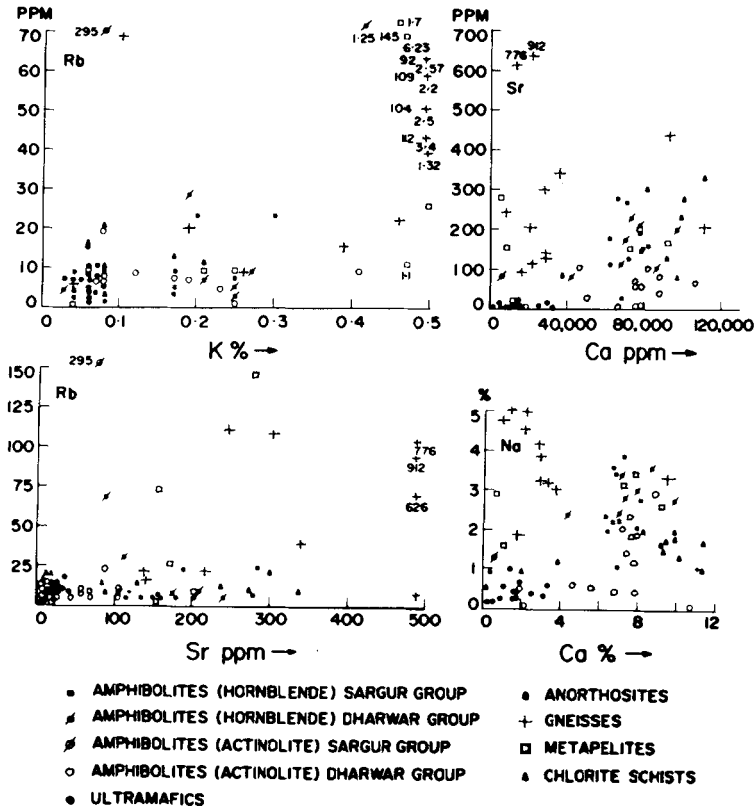 PPM
70
60
50
40
30
20
10
0
Rb
295
1·7
1·25 145
6·23
92
2·57
109
2·2
104
2·5
112
3·4
1·32
0 0·1 0·2 0·3 0·4 0·5
K % →
PPM
700
600
500
400
300
200
100
0
776 912
Sr
0 40,000 80,000 120,000
Ca ppm →
150
125
100
75
50
25
295
Rb
776
912
626
0 100 200 300 400 500
Sr ppm →
%
5
4
3
2
1
0
Na
0 4 8 12
Ca % →
AMPHIBOLITES (HORNBLENDE) SARGUR GROUP
AMPHIBOLITES (HORNBLENDE) DHARWAR GROUP
AMPHIBOLITES (ACTINOLITE) SARGUR GROUP
AMPHIBOLITES (ACTINOLITE) DHARWAR GROUP
ULTRAMAFICS
ANORTHOSITES
GNEISSES
METAPELITES
CHLORITE SCHISTS